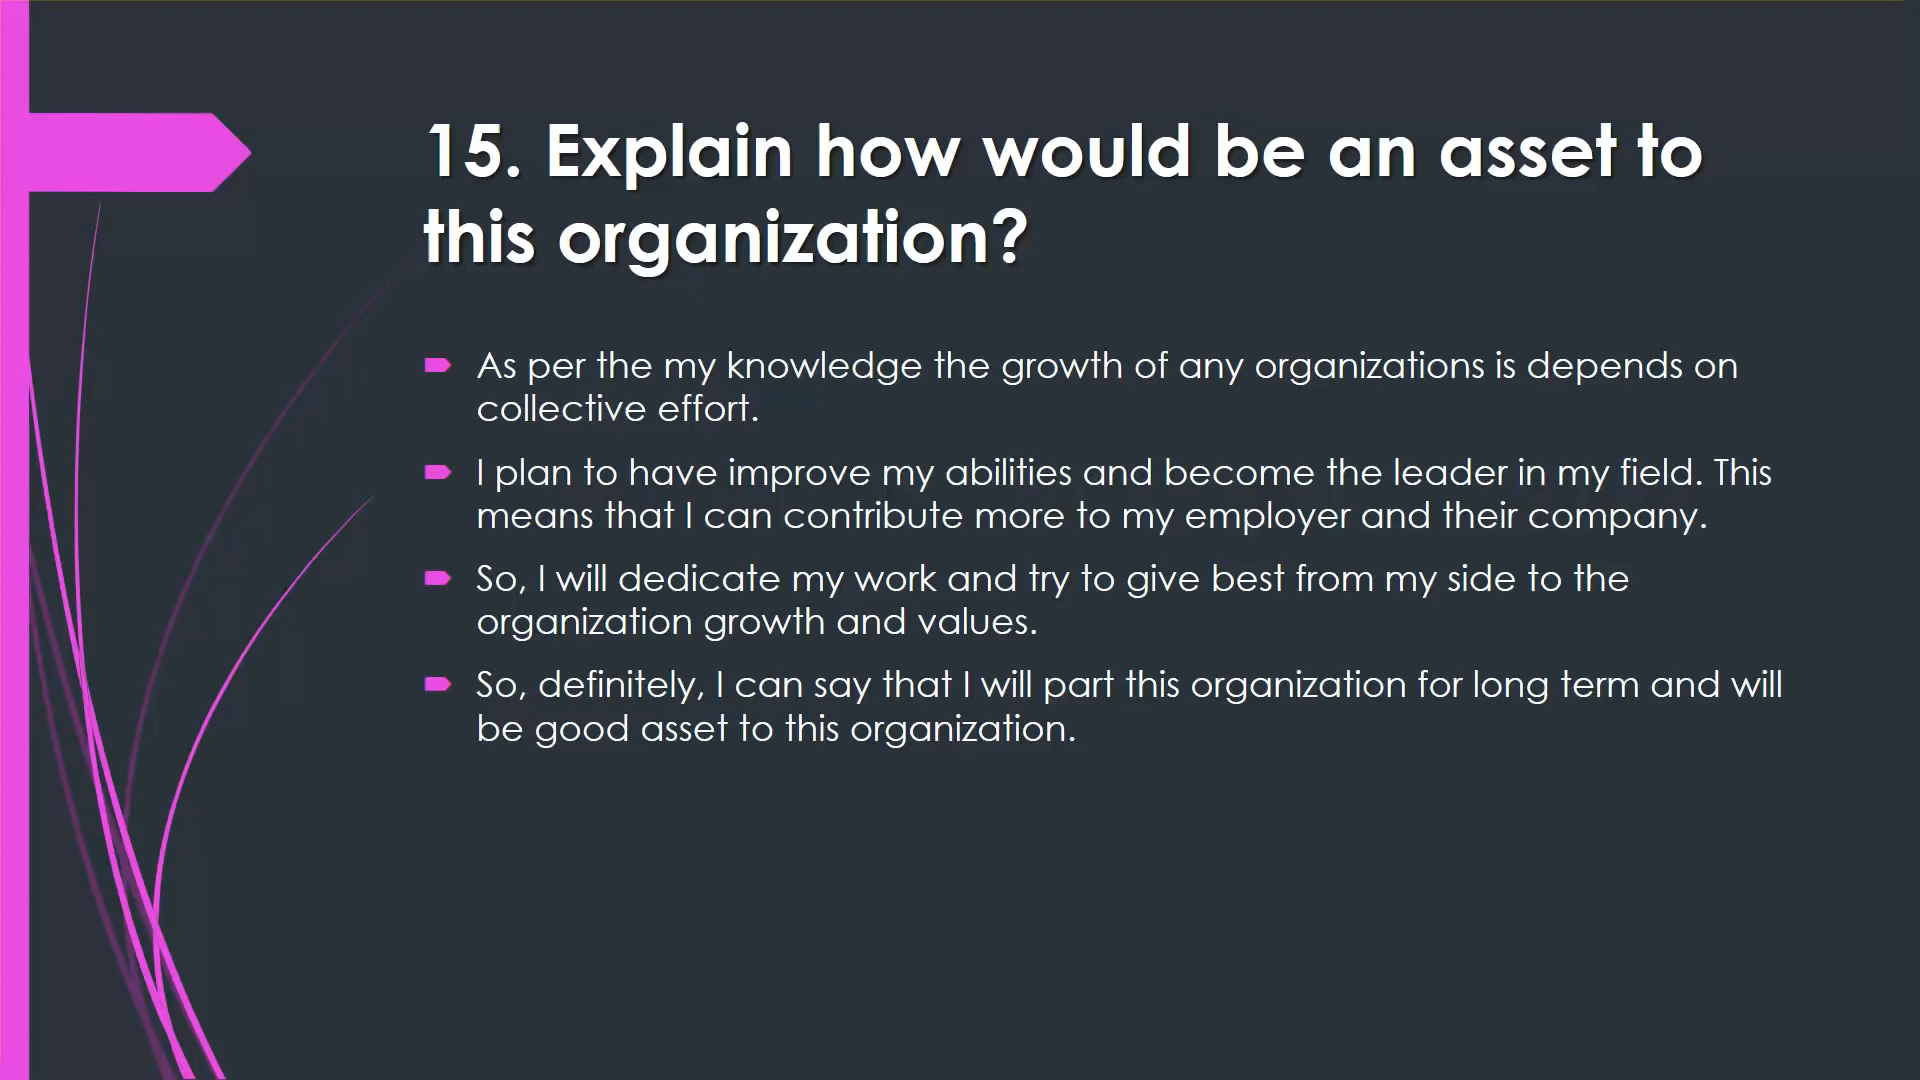 15. Explain how would be an asset to
this organization?
As per the my knowledge the growth of any organizations is depends on
collective effort.
I plan to have improve my abilities and become the leader in my field. This
means that I can contribute more to my employer and their company.
So, I will dedicate my work and try to give best from my side to the
organization growth and values.
So, definitely, I can say that I will part this organization for long term and will
be good asset to this organization.